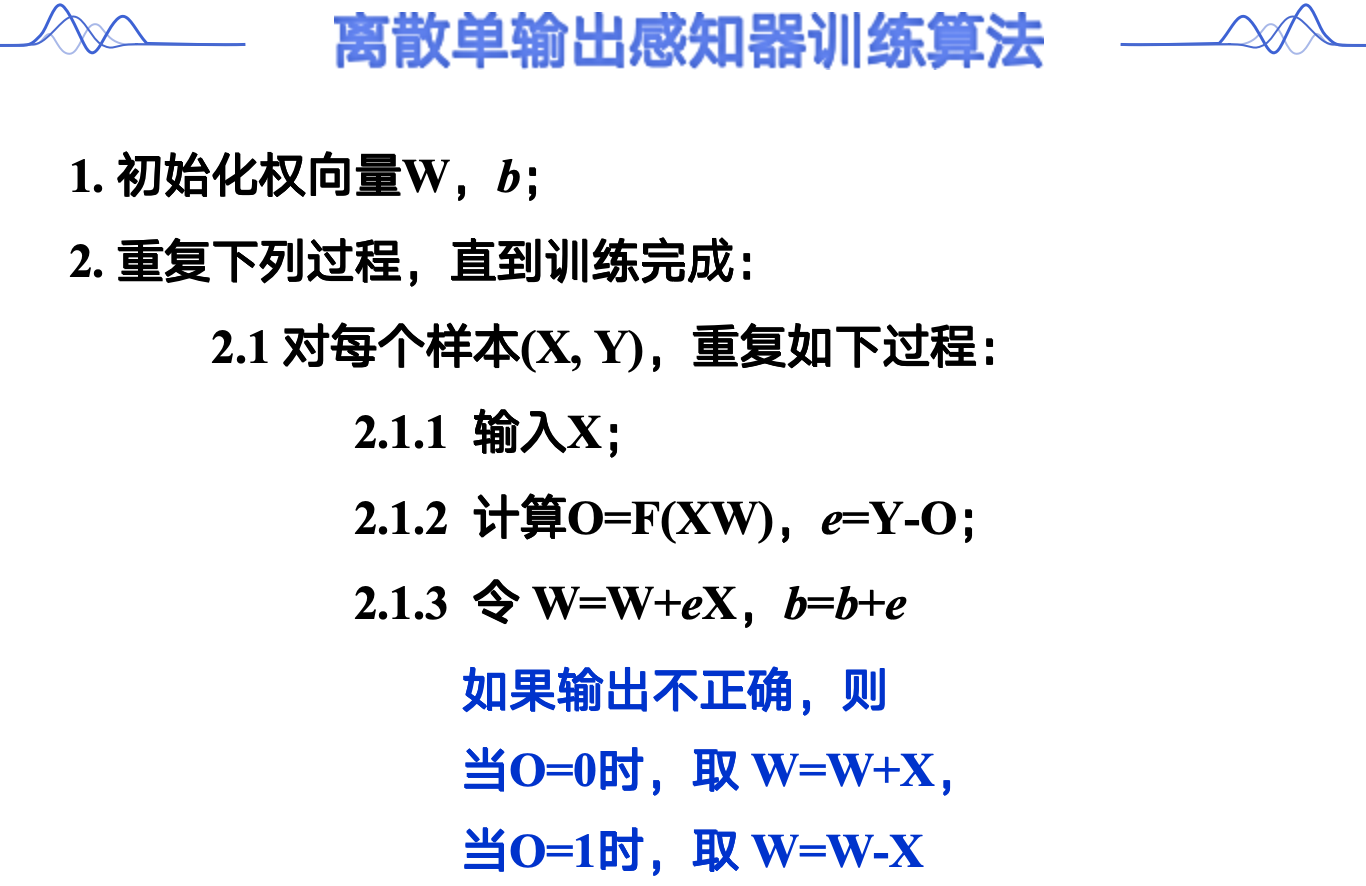 离散单输出感知器训练算法
1. 初始化权向量W，b；
2. 重复下列过程，直到训练完成：
2.1 对每个样本(X, Y)，重复如下过程：
2.1.1 输入X；
2.1.2 计算O=F(XW)，e=Y-O；
2.1.3 令 W=W+eX，b=b+e
如果输出不正确，则
当O=0时，取 W=W+X，
当O=1时，取 W=W-X